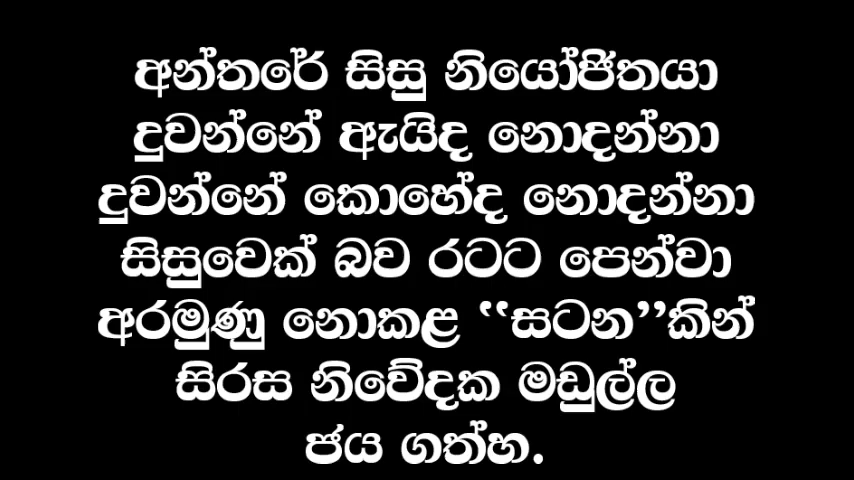 අන්තරේ සිසු නියෝජිතයා
දුවන්නේ ඇයිද නොදන්නා
දුවන්නේ කොහේද නොදන්නා
සිසුවෙක් බව රටට පෙන්වා
අරමුණු නොකළ “සටන”කින්
සිරස නිවේදක මඩුල්ල
ජය ගත්හ.